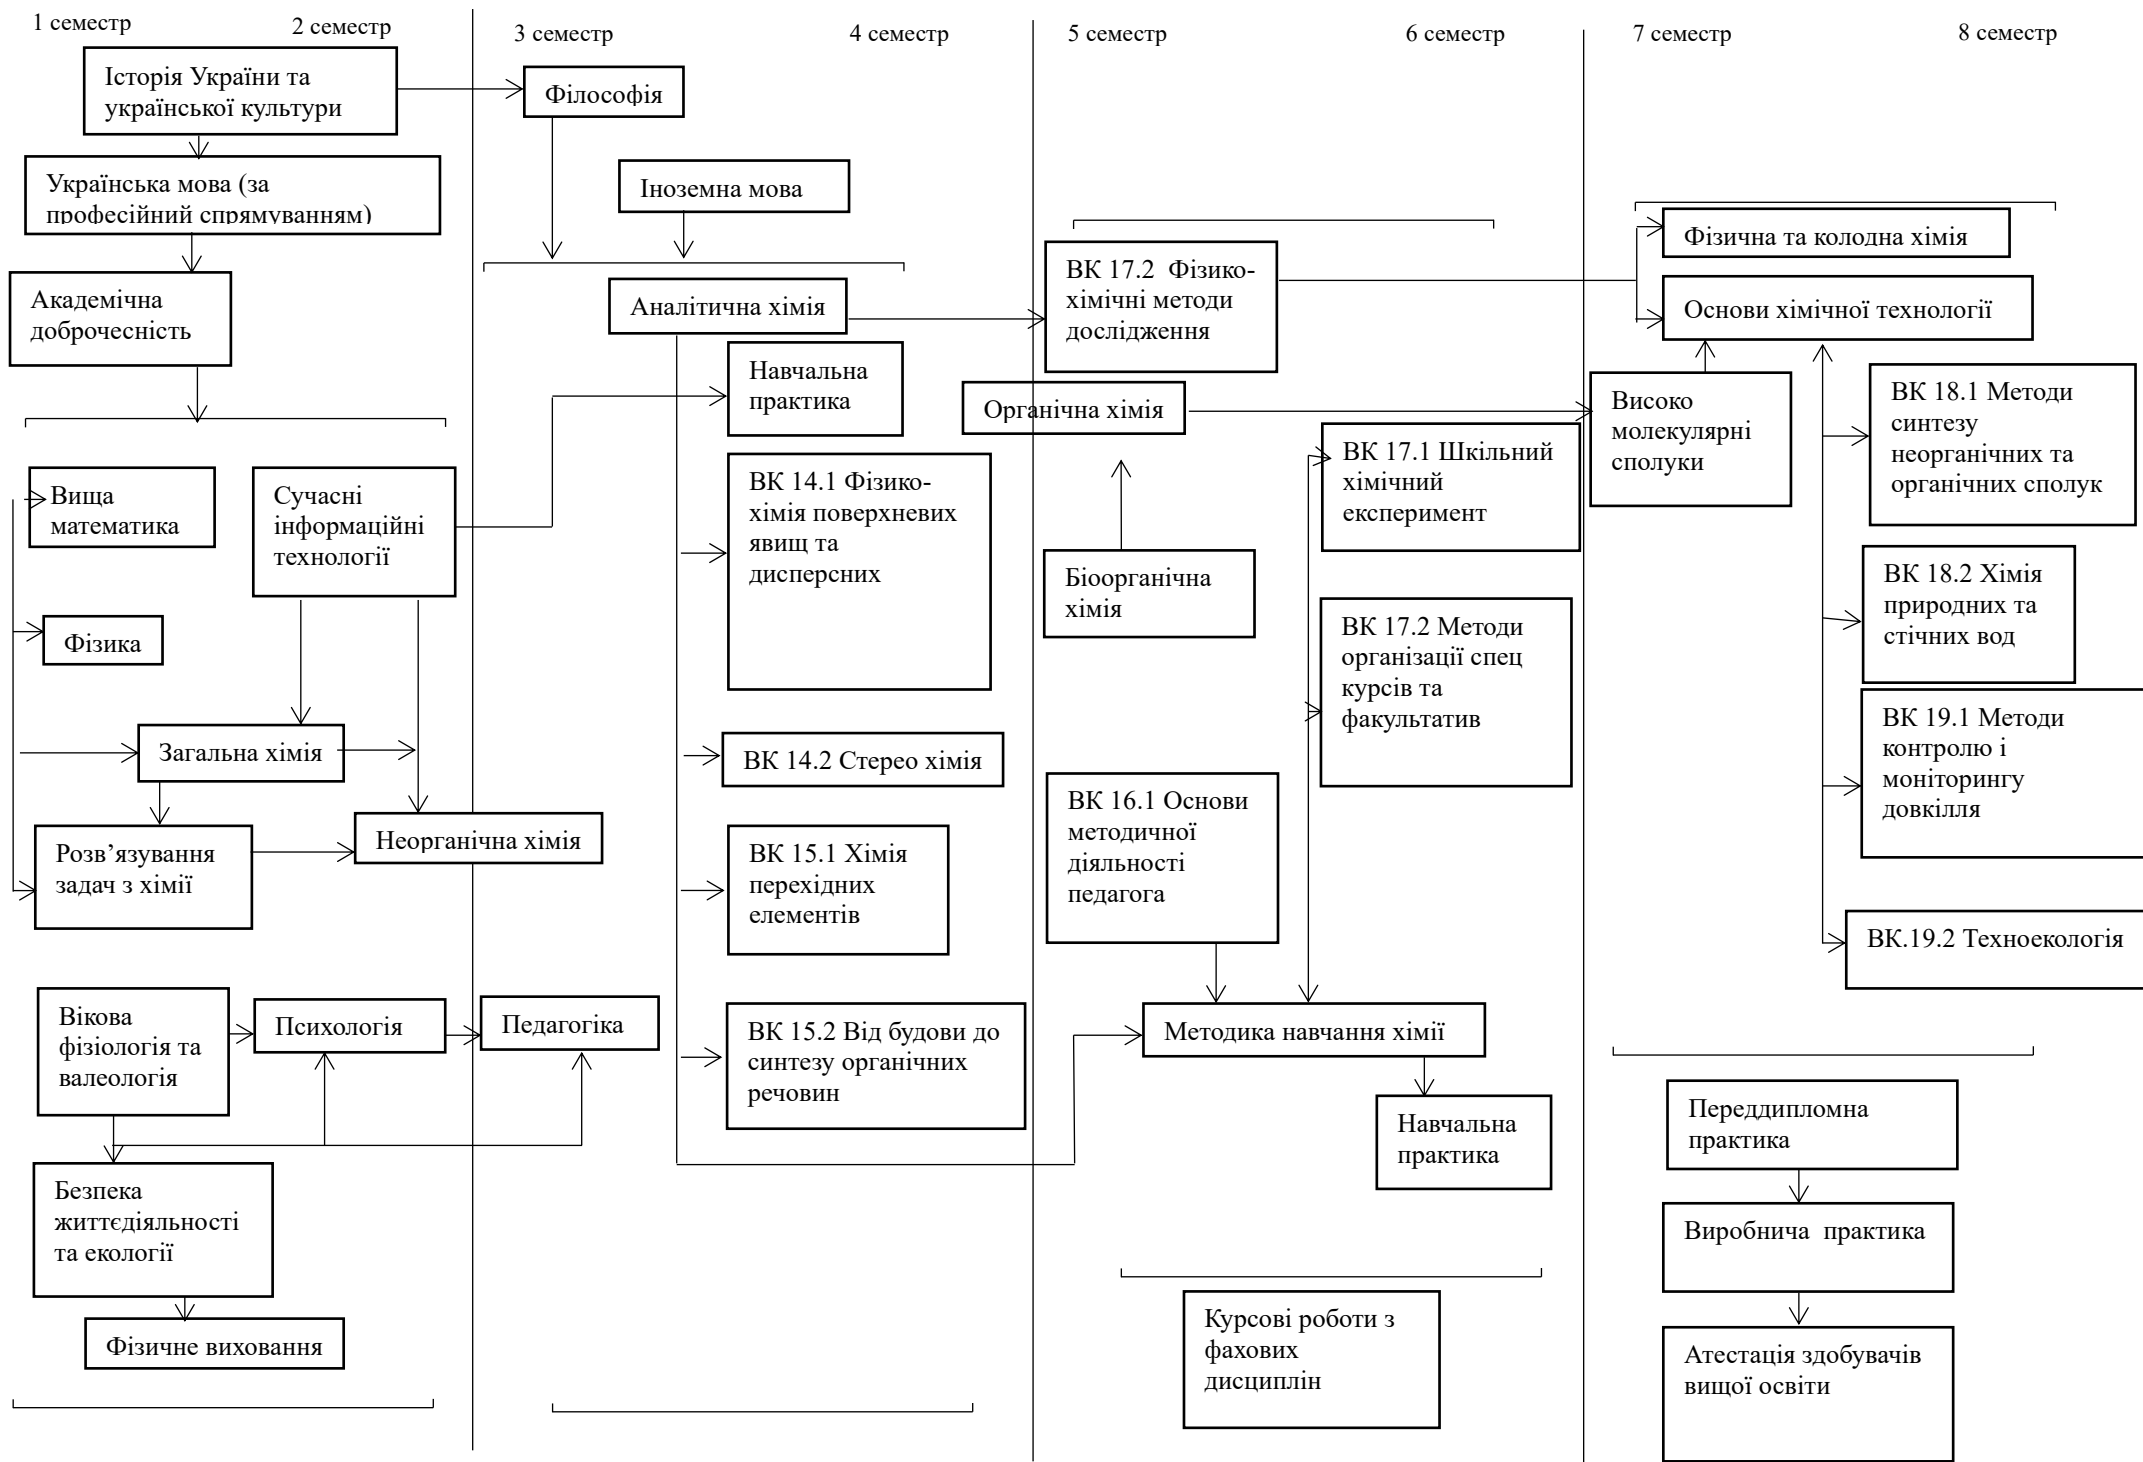 1 семестр
2 семестр
3 семестр
4 семестр
5 семестр
6 семестр
7 семестр
8 семестр
Історія України та
української культури
Українська мова (за
професійний спрямуванням)
Академічна
доброчесність
Вища
математика
Сучасні
інформаційні
технології
Фізика
Загальна хімія
Розв’язування
задач з хімії
Неорганічна хімія
Вікова
фізіологія та
валеологія
Психологія
Безпека
життєдіяльності
та екології
Фізичне виховання
Філософія
Іноземна мова
Аналітична хімія
Навчальна
практика
ВК 14.1 Фізико-
хімія поверхневих
явищ та
дисперсних
ВК 14.2 Стерео хімія
ВК 15.1 Хімія
перехідних
елементів
Педагогіка
ВК 15.2 Від будови до
синтезу органічних
речовин
ВК 17.2 Фізико-
хімічні методи
дослідження
Органічна хімія
ВК 17.1 Шкільний
хімічний
експеримент
Біоорганічна
хімія
ВК 17.2 Методи
організації спец
курсів та
факультатив
ВК 16.1 Основи
методичної
діяльності
педагога
Методика навчання хімії
Навчальна
практика
Курсові роботи з
фахових
дисциплін
Фізична та колодна хімія
Основи хімічної технології
Високо
молекулярні
сполуки
ВК 18.1 Методи
синтезу
неорганічних та
органічних сполук
ВК 18.2 Хімія
природних та
стічних вод
ВК 19.1 Методи
контролю і
моніторингу
довкілля
ВК.19.2 Техноекологія
Переддипломна
практика
Виробнича практика
Атестація здобувачів
вищої освіти